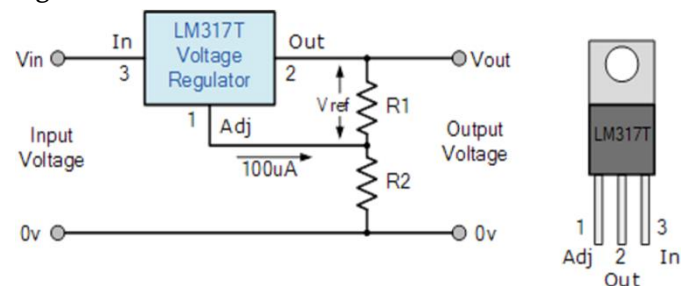 LM317T
Voltage
Regulator
Vin
In
3
Out
2
Vout
1
Adj
Vref
R1
100uA
R2
Input
Voltage
Output
Voltage
0v
0v
LM317T
1
Adj
2
Out
3
In